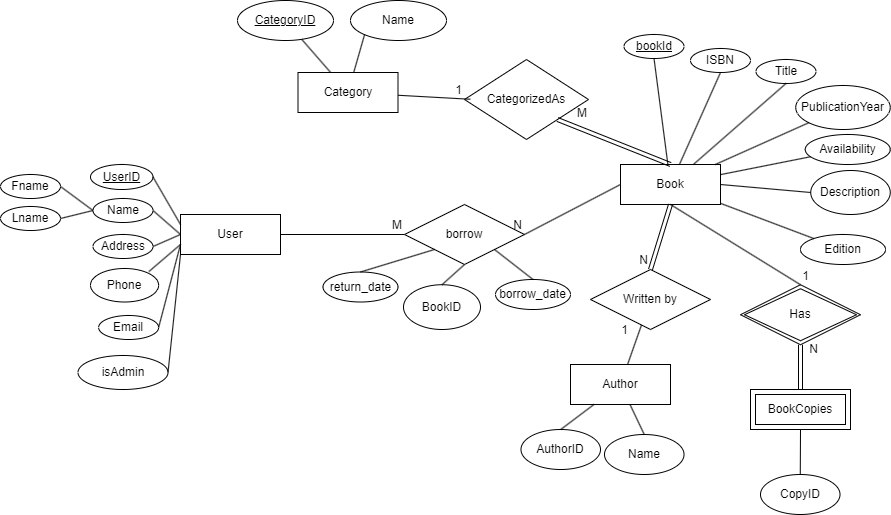 CategoryID
Name
Category
1
CategorizedAs
M
bookId
ISBN
Title
PublicationYear
Availability
Description
Edition
Book
Fname
Lname
UserID
Name
Address
Phone
Email
isAdmin
User
M
borrow
N
return_date
BookID
borrow_date
N
Written by
1
Author
AuthorID
Name
1
Has
N
BookCopies
CopyID